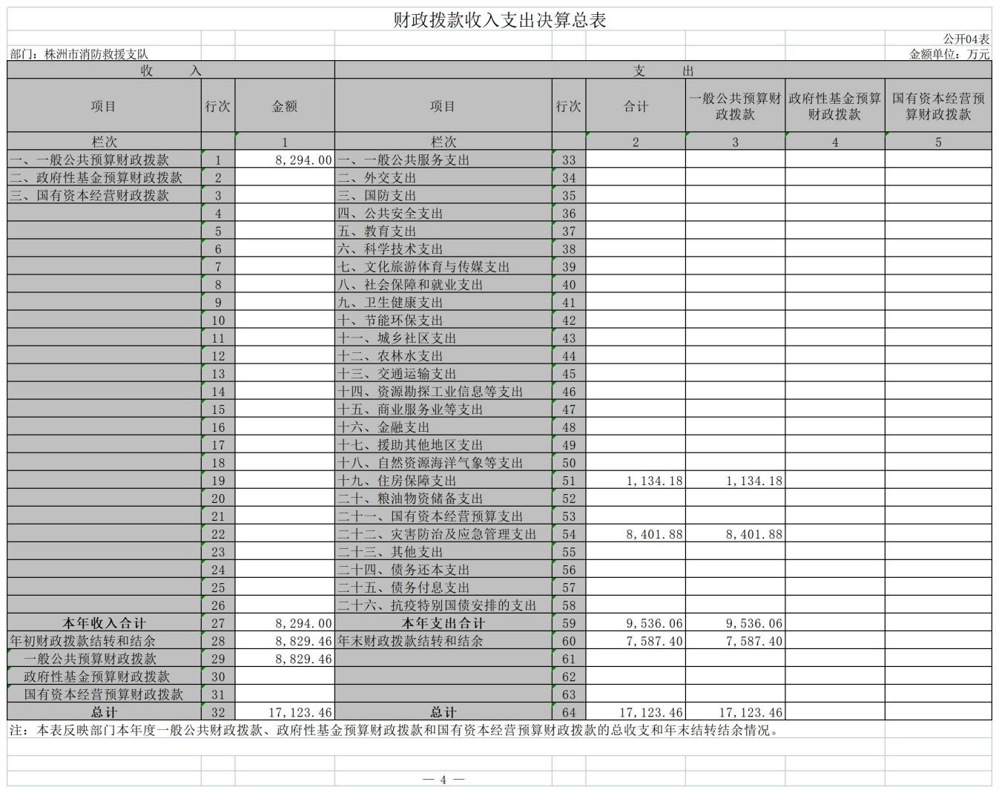 财政拨款收入支出决算总表
公开04表
部门：株洲市消防救援支队 金额单位：万元
收 入 支 出
项目 行次 金额 项目 行次 合计 一般公共预算财政拨款 政府性基金预算财政拨款 国有资本经营预算财政拨款
栏次 1 栏次 2 3 4 5
一、一般公共预算财政拨款 1 8,294.00 一、一般公共服务支出 33
二、政府性基金预算财政拨款 2 二、外交支出 34
三、国有资本经营财政拨款 3 三、国防支出 35
4 四、公共安全支出 36
5 五、教育支出 37
6 六、科学技术支出 38
7 七、文化旅游体育与传媒支出 39
8 八、社会保障和就业支出 40
9 九、卫生健康支出 41
10 十、节能环保支出 42
11 十一、城乡社区支出 43
12 十二、农林水支出 44
13 十三、交通运输支出 45
14 十四、资源勘探工业信息等支出 46
15 十五、商业服务业等支出 47
16 十六、金融支出 48
17 十七、援助其他地区支出 49
18 十八、自然资源海洋气象等支出 50
19 十九、住房保障支出 51 1,134.18 1,134.18
20 二十、粮油物资储备支出 52
21 二十一、国有资本经营预算支出 53
22 二十二、灾害防治及应急管理支出 54 8,401.88 8,401.88
23 二十三、其他支出 55
24 二十四、债务还本支出 56
25 二十五、债务付息支出 57
26 二十六、抗疫特别国债安排的支出 58
本年收入合计 27 8,294.00 本年支出合计 59 9,536.06 9,536.06
年初财政拨款结转和结余 28 8,829.46 年末财政拨款结转和结余 60 7,587.40 7,587.40
一般公共预算财政拨款 29 8,829.46 61
政府性基金预算财政拨款 30 62
国有资本经营预算财政拨款 31 63
总计 32 17,123.46 总计 64 17,123.46 17,123.46
注：本表反映部门本年度一般公共财政拨款、政府性基金预算财政拨款和国有资本经营预算财政拨款的总收支和年末结转结余情况。
— 4 —